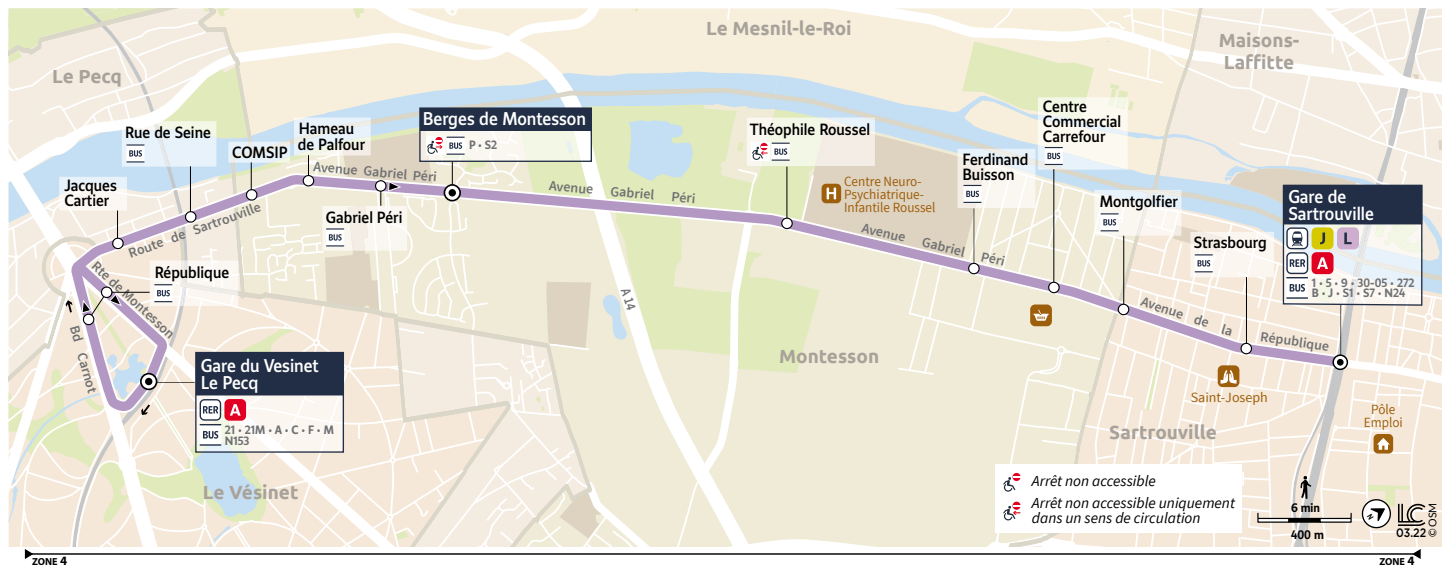 Le Mesnil-le-Roi
Maisons-
Laffitte
Le Pecq
Rue de Seine
BUS
COMSIP
Hameau
de Palfour
Berges de Montesson
BUS P • S2
Théophile Roussel
BUS
Centre
Commercial
Carrefour
BUS
Ferdinand
Buisson
BUS
Jacques
Cartier
Route de Sartrouville
Avenue Gabriel Péri
Gabriel Péri
BUS
Avenue Gabriel Péri
H
Centre Neuro-
Psychiatrique-
Infantile Roussel
Avenue Gabriel Péri
Montgolfier
BUS
Strasbourg
BUS
Gare de
Sartrouville
J L
RER A
BUS 1 • 5 • 9 • 30-05 • 272
B • J • S1 • S7 • N24
République
BUS
Rte de Montesson
Bd Carnot
A 14
Avenue de la République
Gare du Vesinet
Le Pecq
RER A
BUS 21 • 21M • A • C • F • M
N153
Montesson
Saint-Joseph
Sartrouville
Pôle
Emploi
Le Vésinet
Arrêt non accessible
Arrêt non accessible uniquement
dans un sens de circulation
6 min
400 m
LC
03.22
© OSM
ZONE 4
ZONE 4